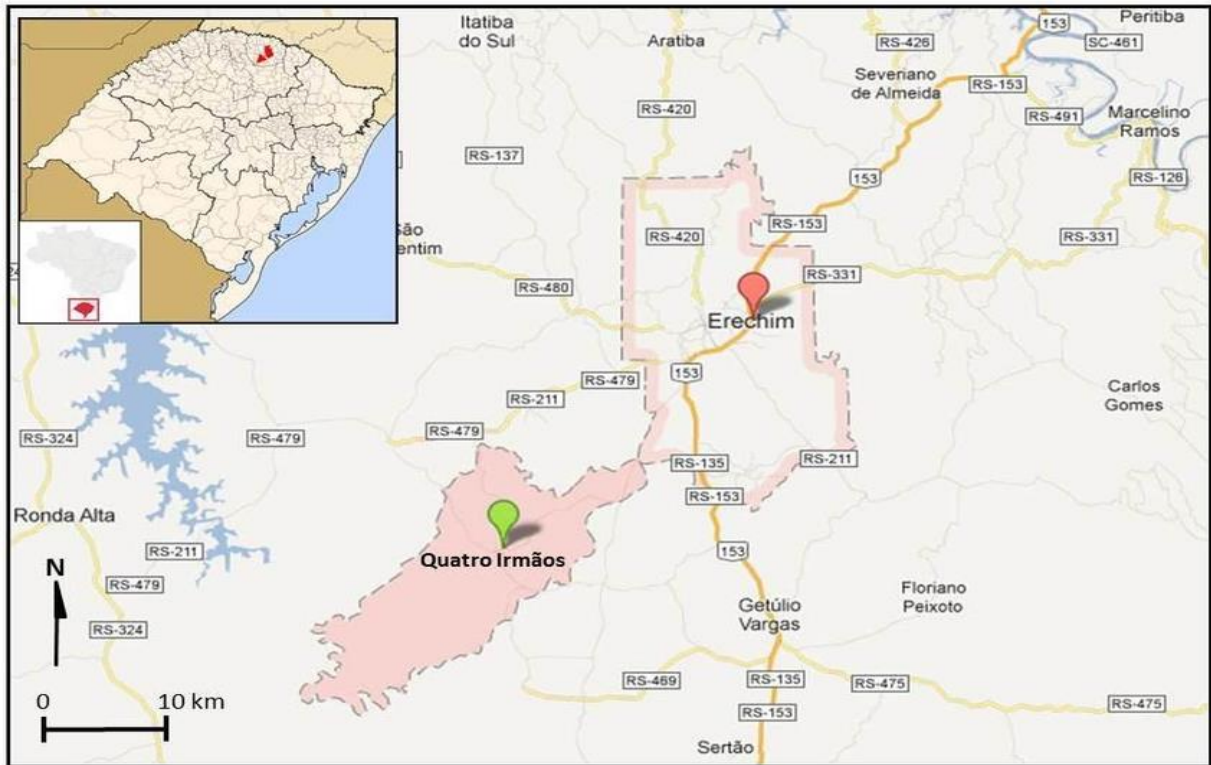 Itatiba
do Sul
Aratiba
153
Peritiba
RS-426
SC-461
Severiano
de Almeida
RS-153
RS-420
RS-491
Marcelino
Ramos
RS-137
153
RS-126
São
entim
RS-420
RS-153
RS-331
24
RS-480
RS-331
Erechim
153
RS-479
RS-211
Carlos
Gomes
RS-324
RS-479
RS-479
RS-135
RS-211
RS-153
Ronda Alta
RS-211
153
Quatro Irmãos
N
RS-479
Floriano
Peixoto
Getúlio
Vargas
RS-324
RS-469
RS-135
RS-475
RS-475
0 10 km
RS-153
Sertão